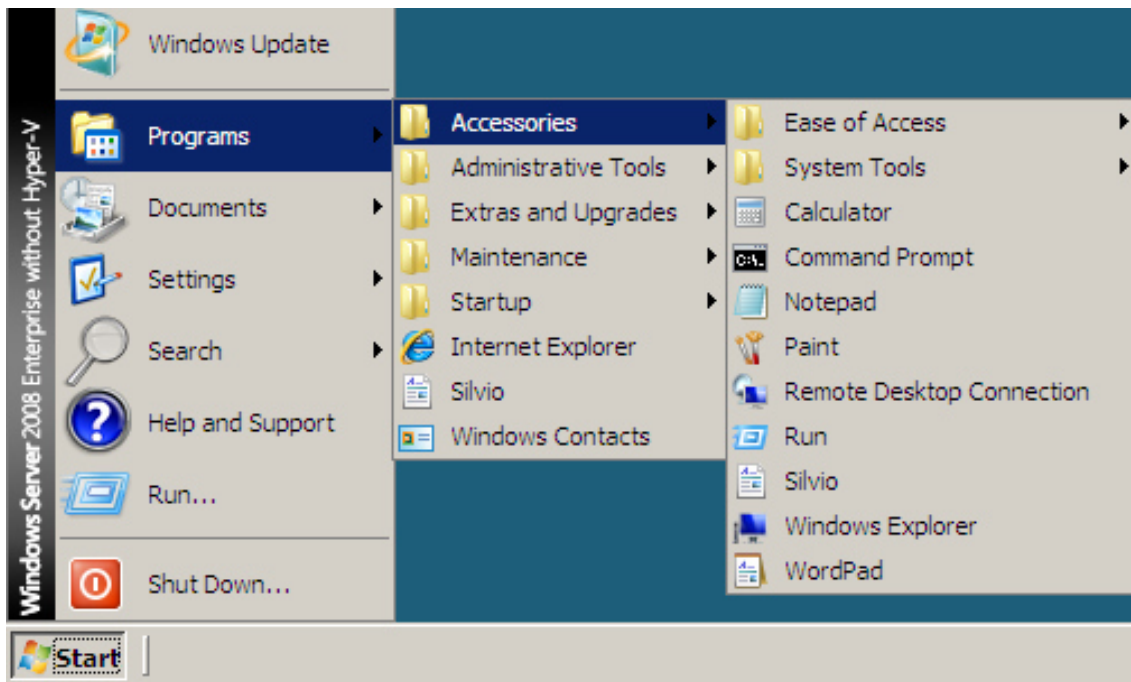 Windows Server 2008 Enterprise without Hyper-V
Windows Update
Programs
Documents
Settings
Search
Help and Support
Run...
Shut Down...
Accessories
Administrative Tools
Extras and Upgrades
Maintenance
Startup
Internet Explorer
Silvio
Windows Contacts
Ease of Access
System Tools
Calculator
C:\.
Command Prompt
Notepad
Paint
Remote Desktop Connection
Run
Silvio
Windows Explorer
WordPad
Start